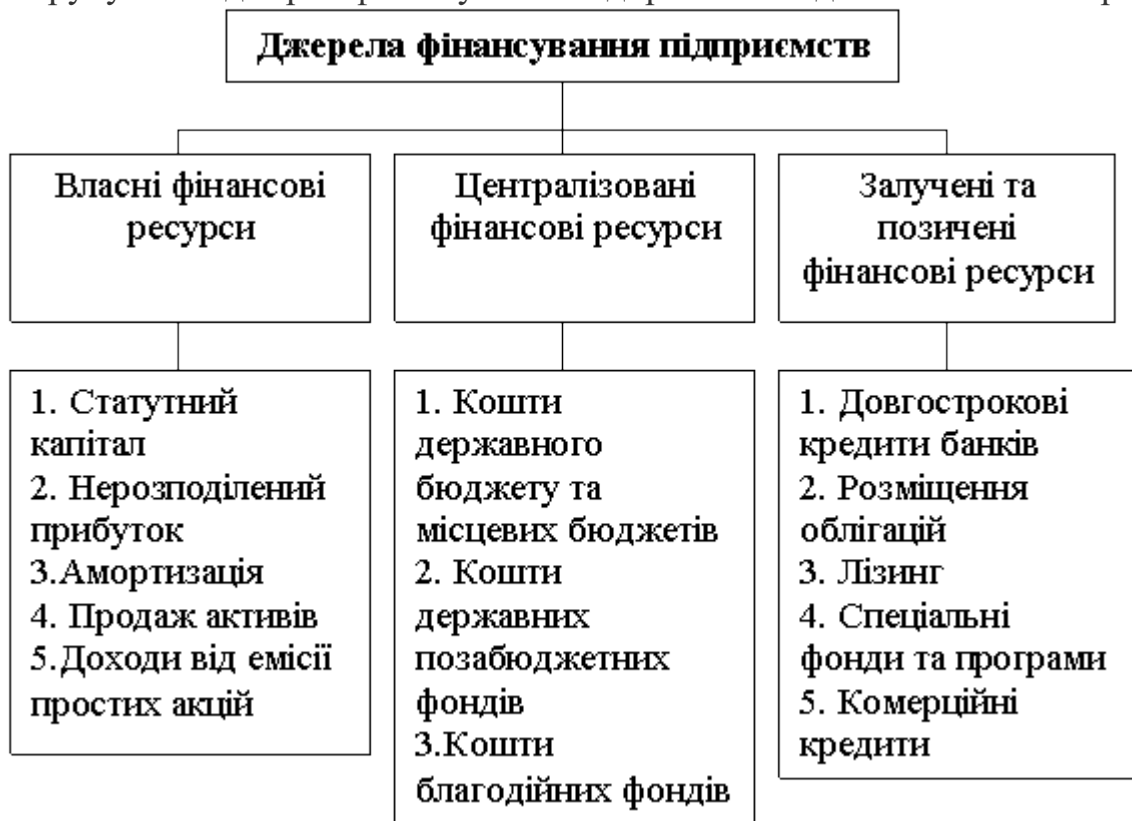 Джерела фінансування підприємств
Власні фінансові
ресурси
Централізовані
фінансові ресурси
Залучені та
позичені
фінансові ресурси
1. Статутний
капітал
2. Нерозподілений
прибуток
3.Амортизація
4. Продаж активів
5.Доходи від емісії
простих акцій
1. Кошти
державного
бюджету та
місцевих бюджетів
2. Кошти
державних
позабюджетних
фондів
3.Кошти
благодійних фондів
1. Довгострокові
кредити банків
2. Розміщення
облігацій
3. Лізинг
4. Спеціальні
фонди та програми
5. Комерційні
кредити